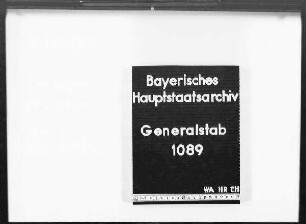 Bayerisches
Hauptstaatsarchiv
Generalstab
1089